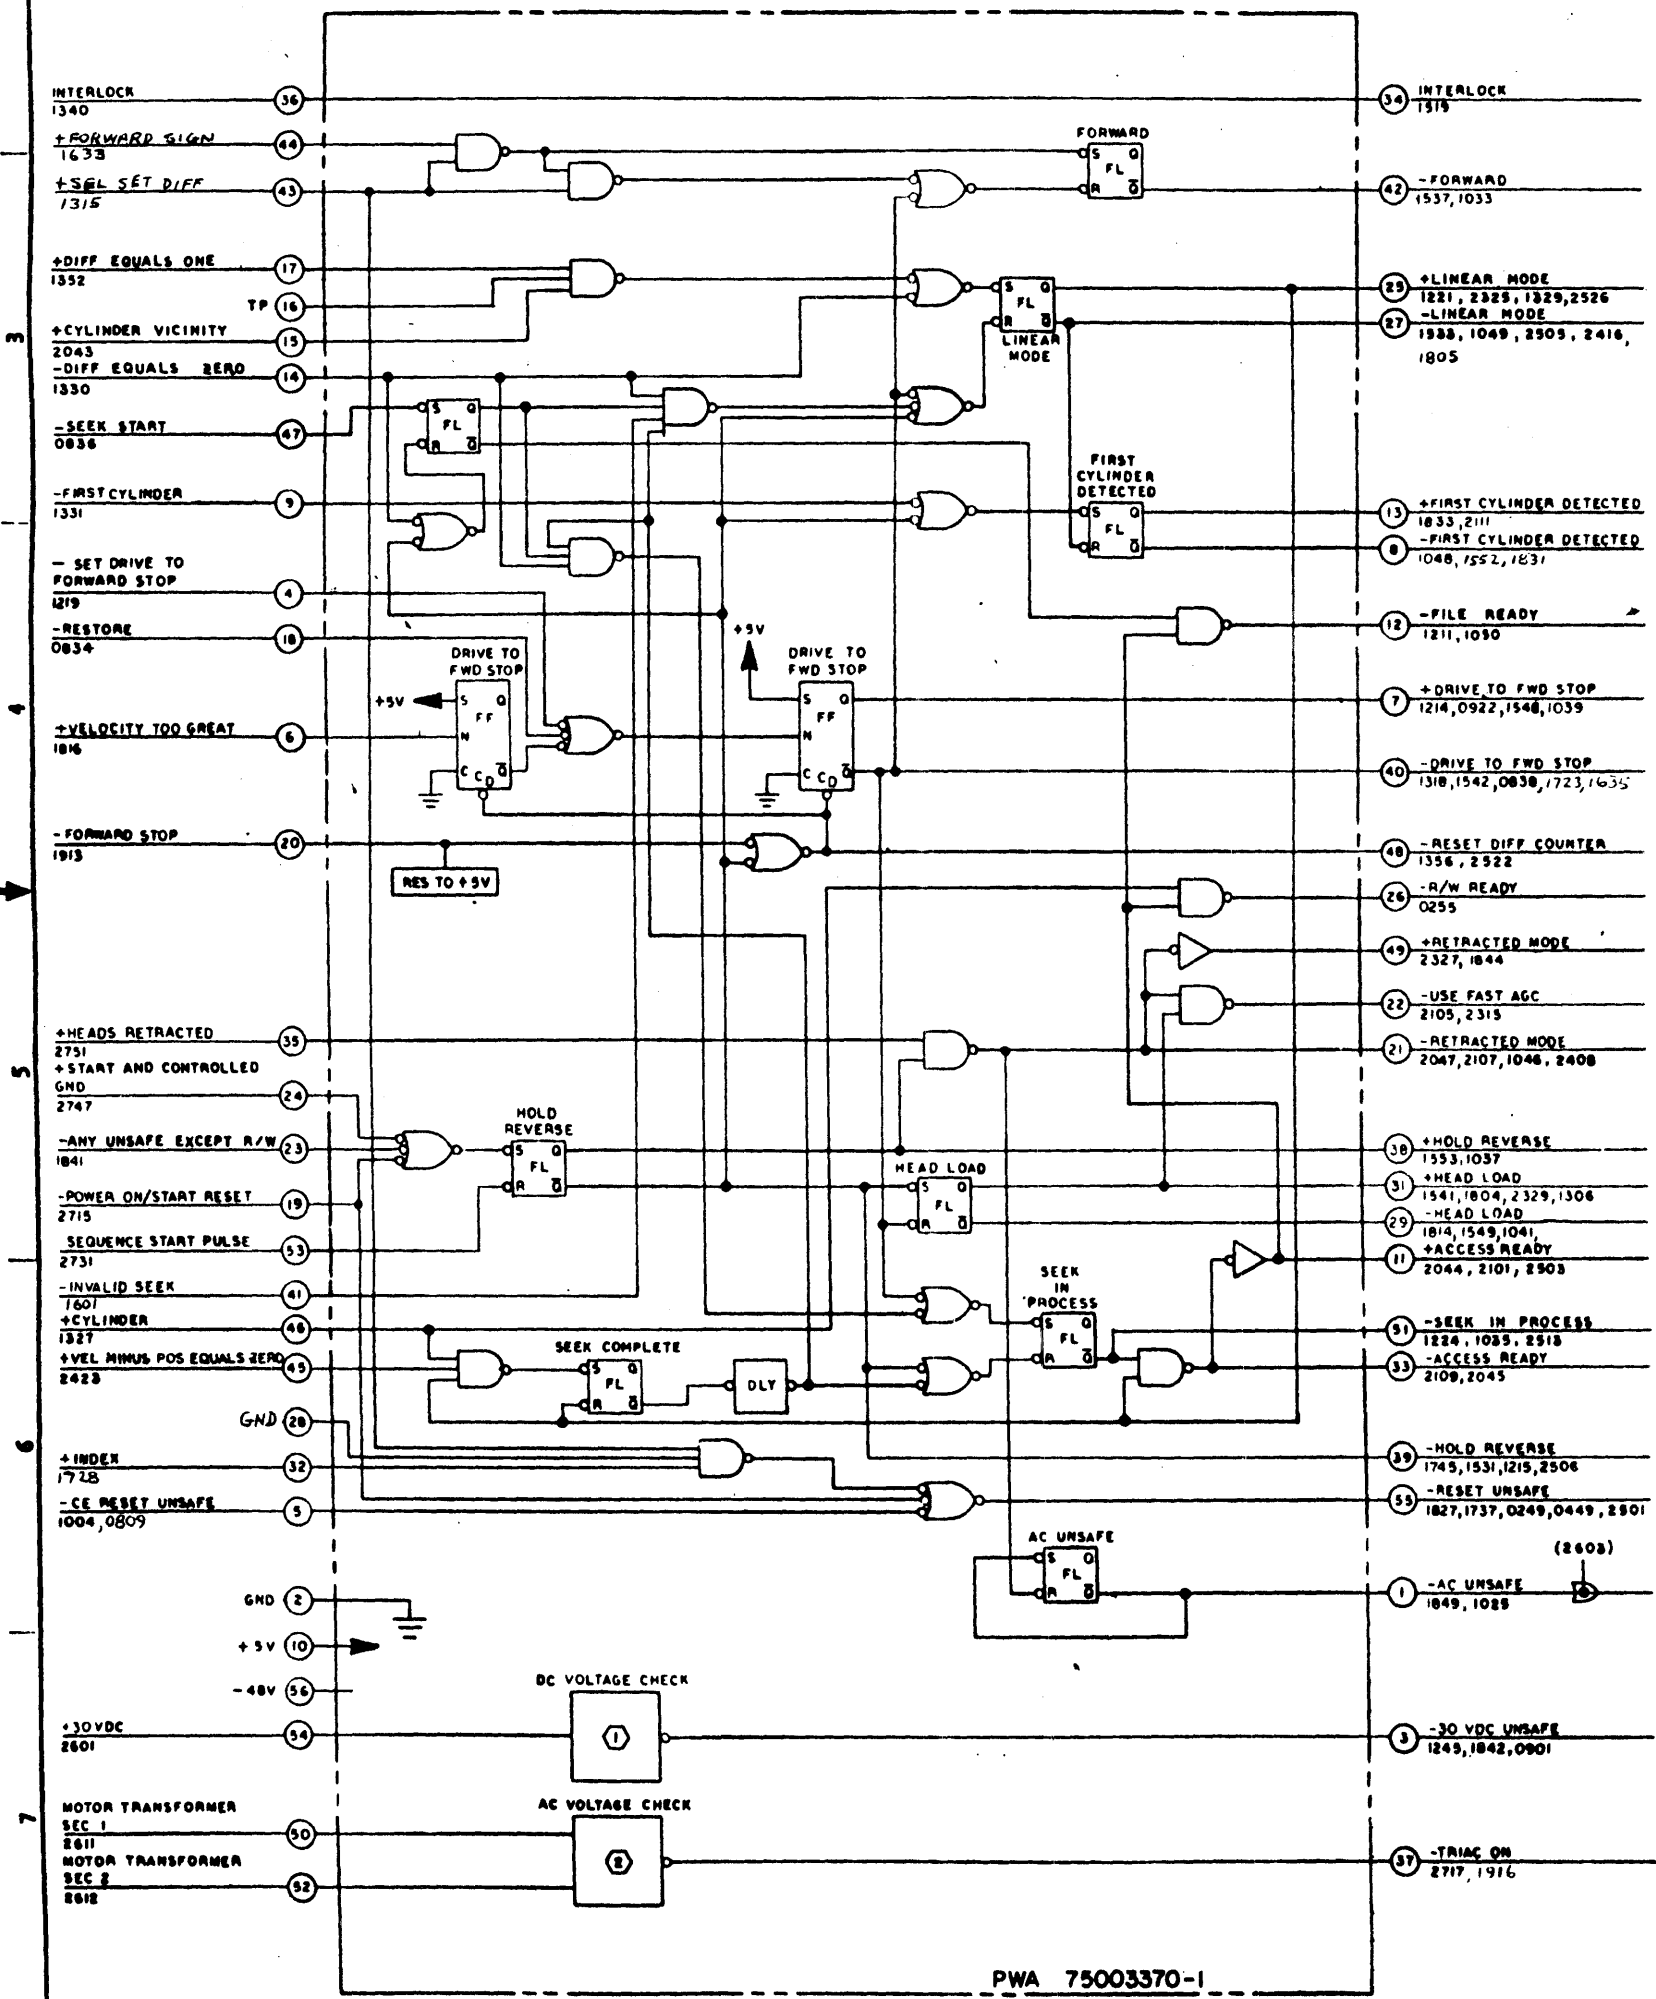 INTERLOCK
1340
36
+FORWARD SIGN
1633
44
+SEL SET DIFF
1315
43
+DIFF EQUALS ONE
1352
17
TP 16
+CYLINDER VICINITY
2043
15
-DIFF EQUALS ZERO
1330
14
-SEEK START
0836
47
-FIRST CYLINDER
1331
9
- SET DRIVE TO
FORWARD STOP
1219
4
-RESTORE
0834
18
+VELOCITY TOO GREAT
1816
6
-FORWARD STOP
1913
20
RES TO +5V
+HEADS RETRACTED
2751
35
+START AND CONTROLLED
GND
2747
24
-ANY UNSAFE EXCEPT R/W
1841
23
-POWER ON/START RESET
2715
19
SEQUENCE START PULSE
2731
53
-INVALID SEEK
1601
41
+CYLINDER
1327
46
+VEL MINUS POS EQUALS ZERO
2423
45
GND 28
+INDEX
1728
32
-CE RESET UNSAFE
1004, 0809
5
GND 2
+5V 10
-48V 56
+30VDC
2601
54
MOTOR TRANSFORMER
SEC 1
2611
50
MOTOR TRANSFORMER
SEC 2
2612
52
3
4
5
6
7
FORWARD
S Q
FL
R Q
S Q
FL
R Q
LINEAR
MODE
S Q
FL
R Q
FIRST
CYLINDER
DETECTED
S Q
FL
R Q
DRIVE TO
FWD STOP
+5V
S Q
FF
N
C CD Q
+5V
DRIVE TO
FWD STOP
S Q
FF
N
C CD Q
HOLD
REVERSE
S Q
FL
R Q
HEAD LOAD
S Q
FL
R Q
SEEK
IN
PROCESS
S Q
FL
R Q
SEEK COMPLETE
S Q
FL
R Q
DLY
AC UNSAFE
S Q
FL
R Q
DC VOLTAGE CHECK
1
AC VOLTAGE CHECK
2
34 INTERLOCK
1515
42 -FORWARD
1537, 1033
25 +LINEAR MODE
1221, 2325, 1329, 2526
27 -LINEAR MODE
1533, 1049, 2505, 2416,
1805
13 +FIRST CYLINDER DETECTED
1833, 2111
8 -FIRST CYLINDER DETECTED
1048, 1552, 1831
12 -FILE READY
1211, 1050
7 +DRIVE TO FWD STOP
1214, 0922, 1548, 1039
40 -DRIVE TO FWD STOP
1318, 1542, 0838, 1723, 1635
48 -RESET DIFF COUNTER
1356, 2522
26 -R/W READY
0255
49 +RETRACTED MODE
2327, 1844
22 -USE FAST AGC
2105, 2315
21 -RETRACTED MODE
2047, 2107, 1046, 2408
38 +HOLD REVERSE
1553, 1037
31 +HEAD LOAD
1541, 1804, 2329, 1306
29 -HEAD LOAD
1814, 1549, 1041,
11 +ACCESS READY
2044, 2101, 2503
51 -SEEK IN PROCESS
1224, 1035, 2513
33 -ACCESS READY
2109, 2045
39 -HOLD REVERSE
1745, 1531, 1215, 2506
55 -RESET UNSAFE
1827, 1737, 0249, 0449, 2501
(2603)
1 -AC UNSAFE
1849, 1025
3 -30 VDC UNSAFE
1245, 1842, 0901
37 -TRIAC ON
2717, 1916
PWA 75003370-1